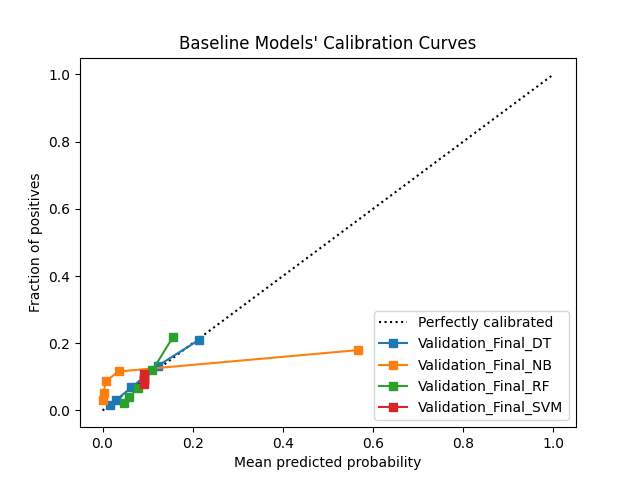 Baseline Models' Calibration Curves
Fraction of positives
1.0
0.8
0.6
0.4
0.2
0.0
0.0
0.2
0.4
0.6
0.8
1.0
Mean predicted probability
Perfectly calibrated
Validation_Final_DT
Validation_Final_NB
Validation_Final_RF
Validation_Final_SVM